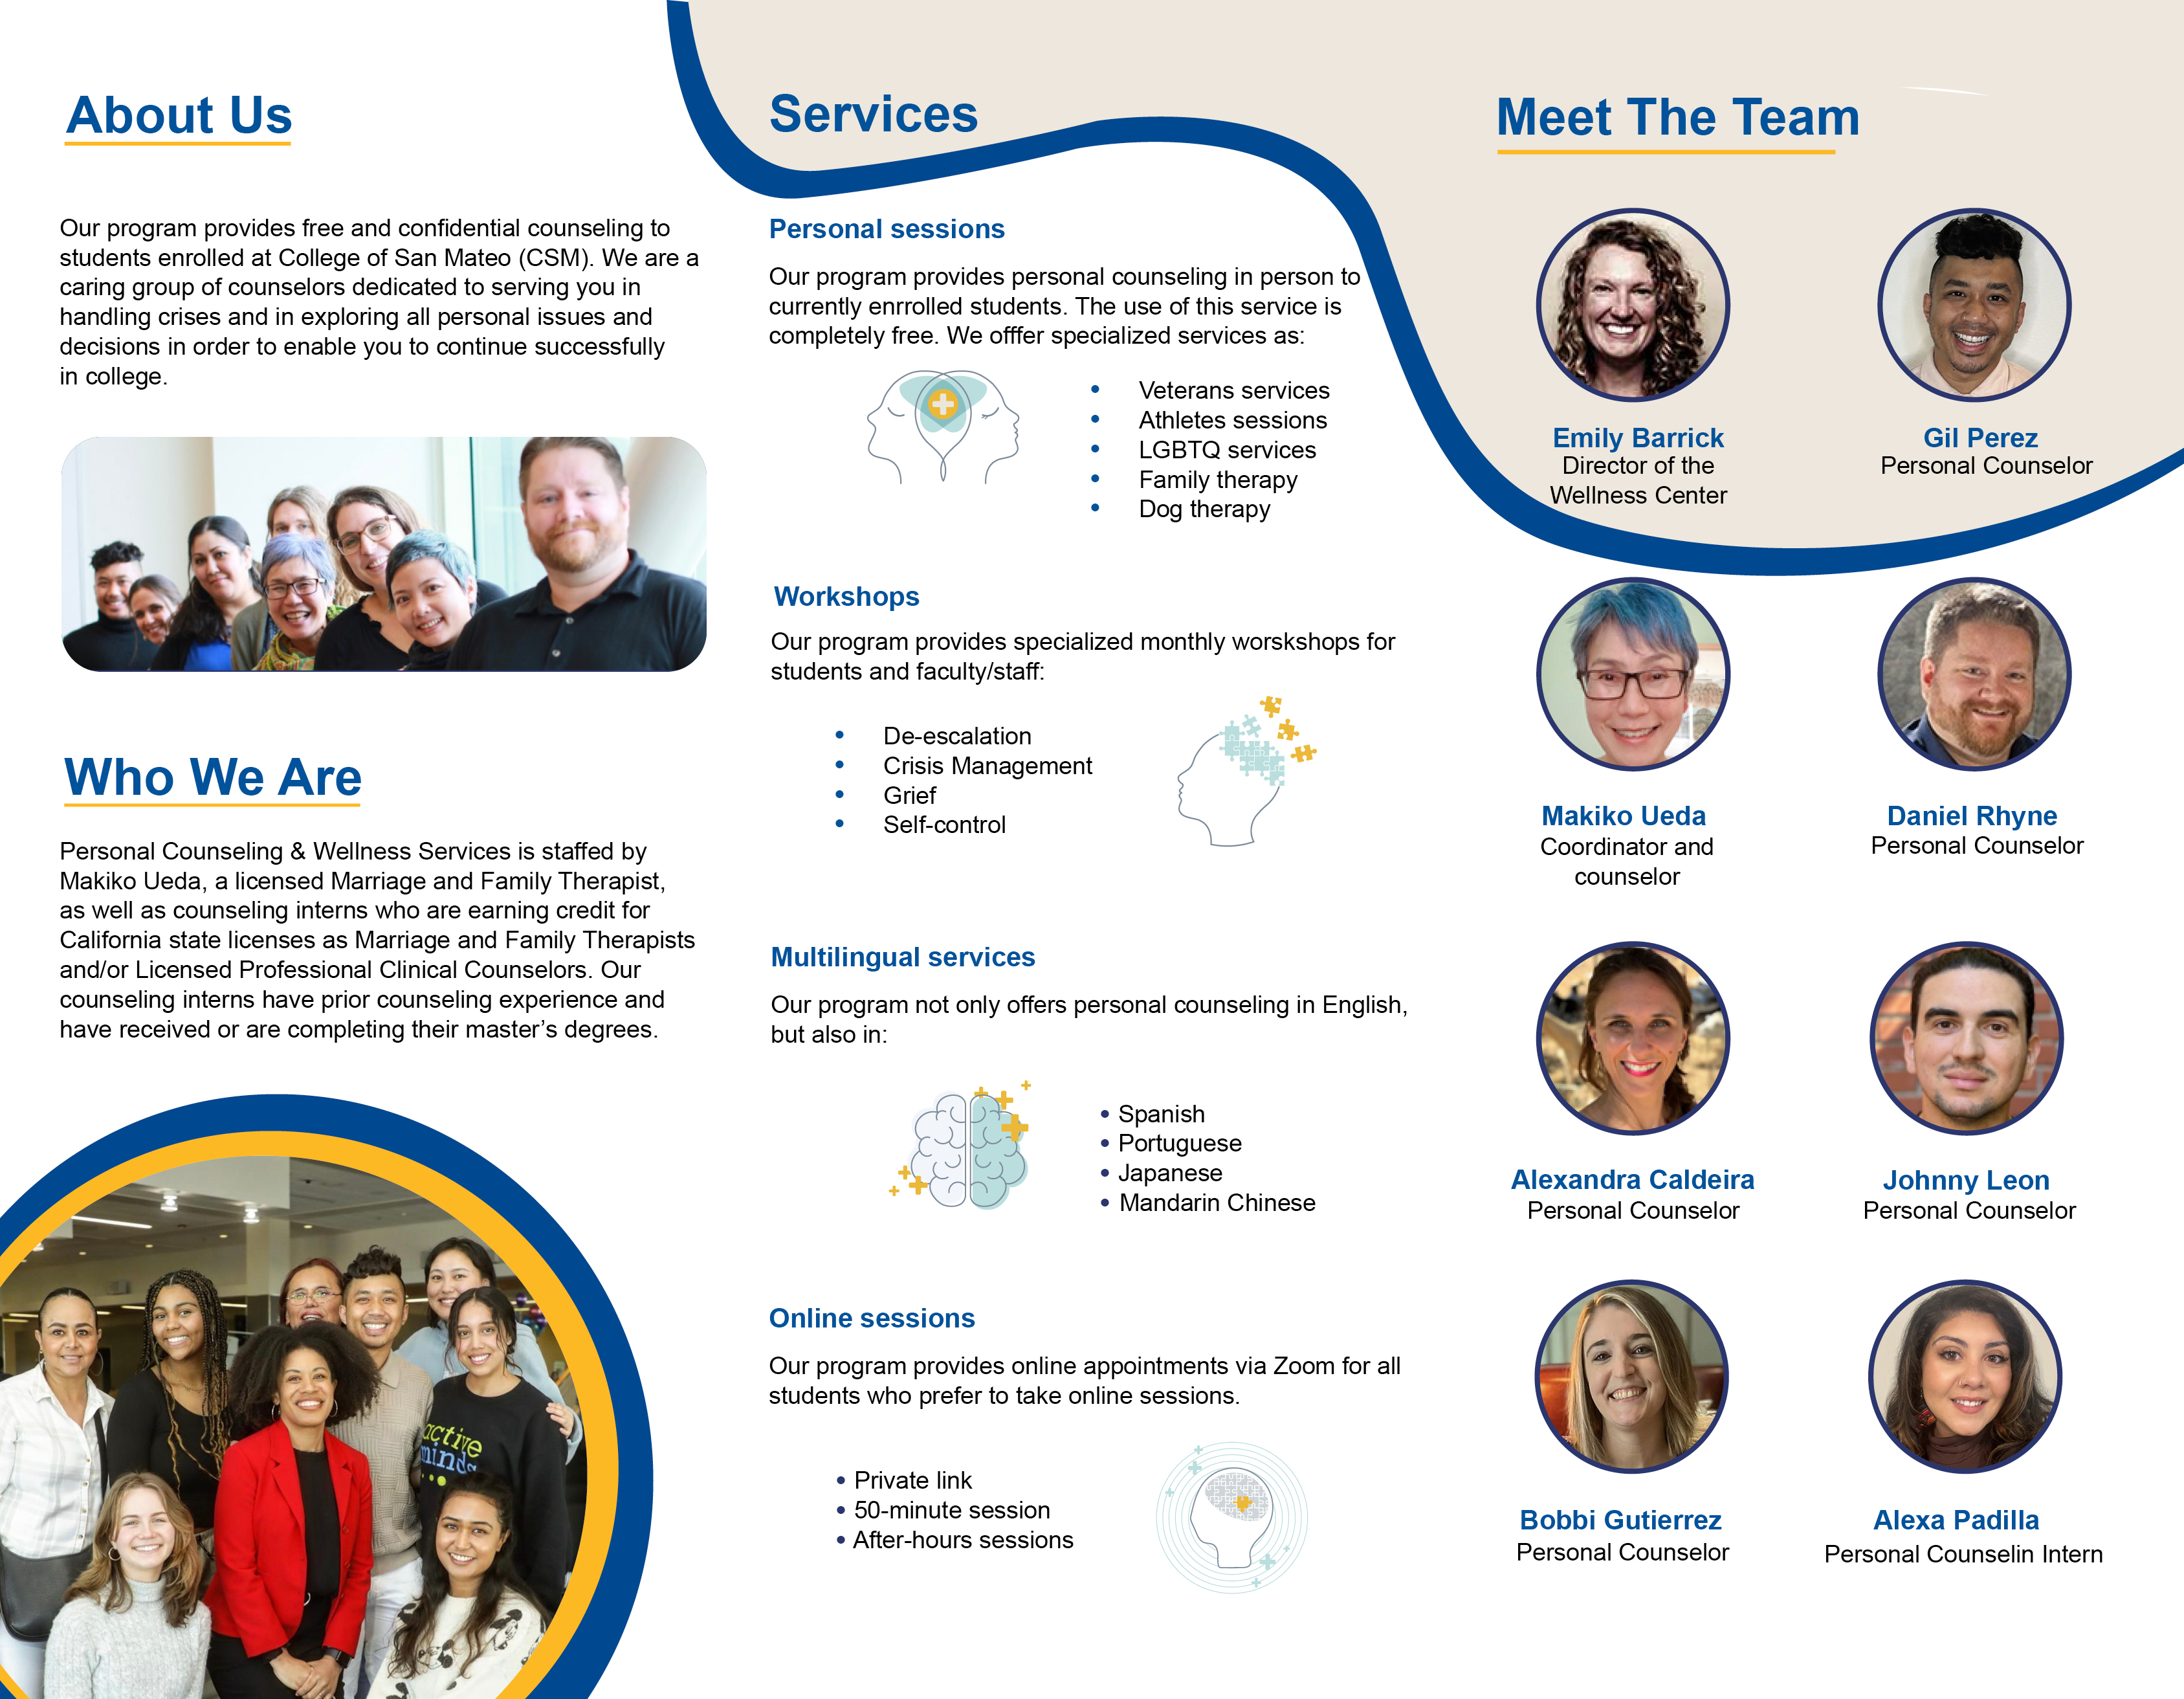 About Us
Our program provides free and confidential counseling to
students enrolled at College of San Mateo (CSM). We are a
caring group of counselors dedicated to serving you in
handling crises and in exploring all personal issues and
decisions in order to enable you to continue successfully
in college.
Who We Are
Personal Counseling & Wellness Services is staffed by
Makiko Ueda, a licensed Marriage and Family Therapist,
as well as counseling interns who are earning credit for
California state licenses as Marriage and Family Therapists
and/or Licensed Professional Clinical Counselors. Our
counseling interns have prior counseling experience and
have received or are completing their master’s degrees.
active
minds
Services
Personal sessions
Our program provides personal counseling in person to
currently enrrolled students. The use of this service is
completely free. We offfer specialized services as:
• Veterans services
• Athletes sessions
• LGBTQ services
• Family therapy
• Dog therapy
Workshops
Our program provides specialized monthly worskshops for
students and faculty/staff:
• De-escalation
• Crisis Management
• Grief
• Self-control
Multilingual services
Our program not only offers personal counseling in English,
but also in:
• Spanish
• Portuguese
• Japanese
• Mandarin Chinese
Online sessions
Our program provides online appointments via Zoom for all
students who prefer to take online sessions.
• Private link
• 50-minute session
• After-hours sessions
Meet The Team
Emily Barrick
Director of the
Wellness Center
Gil Perez
Personal Counselor
Makiko Ueda
Coordinator and
counselor
Daniel Rhyne
Personal Counselor
Alexandra Caldeira
Personal Counselor
Johnny Leon
Personal Counselor
Bobbi Gutierrez
Personal Counselor
Alexa Padilla
Personal Counselin Intern